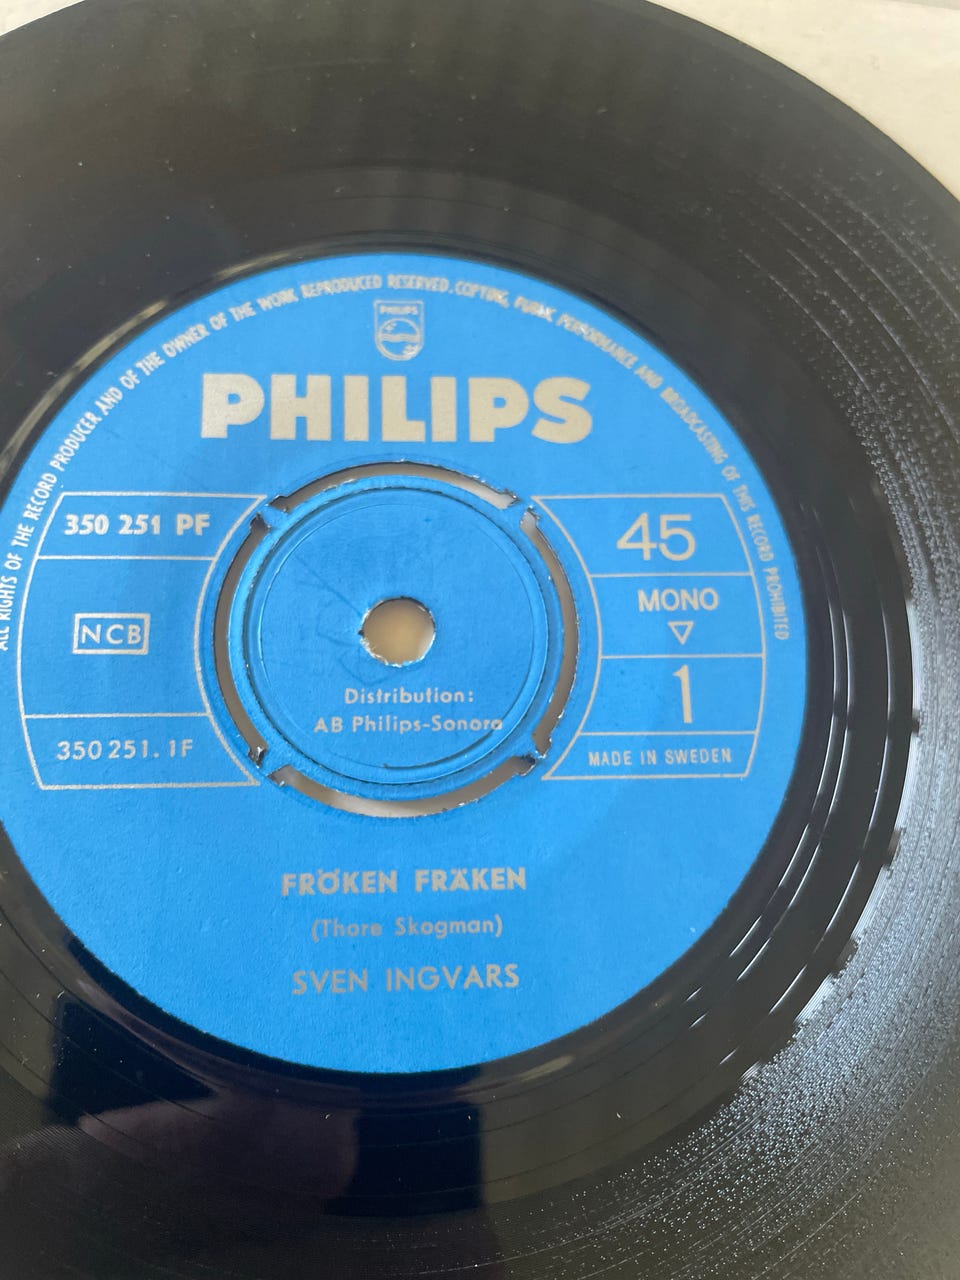 ALL RIGHTS OF THE RECORD PRODUCER AND OF THE OWNER OF THE WORK REPRODUCED RESERVED. COPYING, PUBLIC PERFORMANCE AND BROADCASTING OF THIS RECORD PROHIBITED
PHILIPS
PHILIPS
350 251 PF
NCB
350 251. 1F
45
MONO
1
MADE IN SWEDEN
Distribution:
AB Philips-Sonora
FRÖKEN FRÄKEN
(Thore Skogman)
SVEN INGVARS